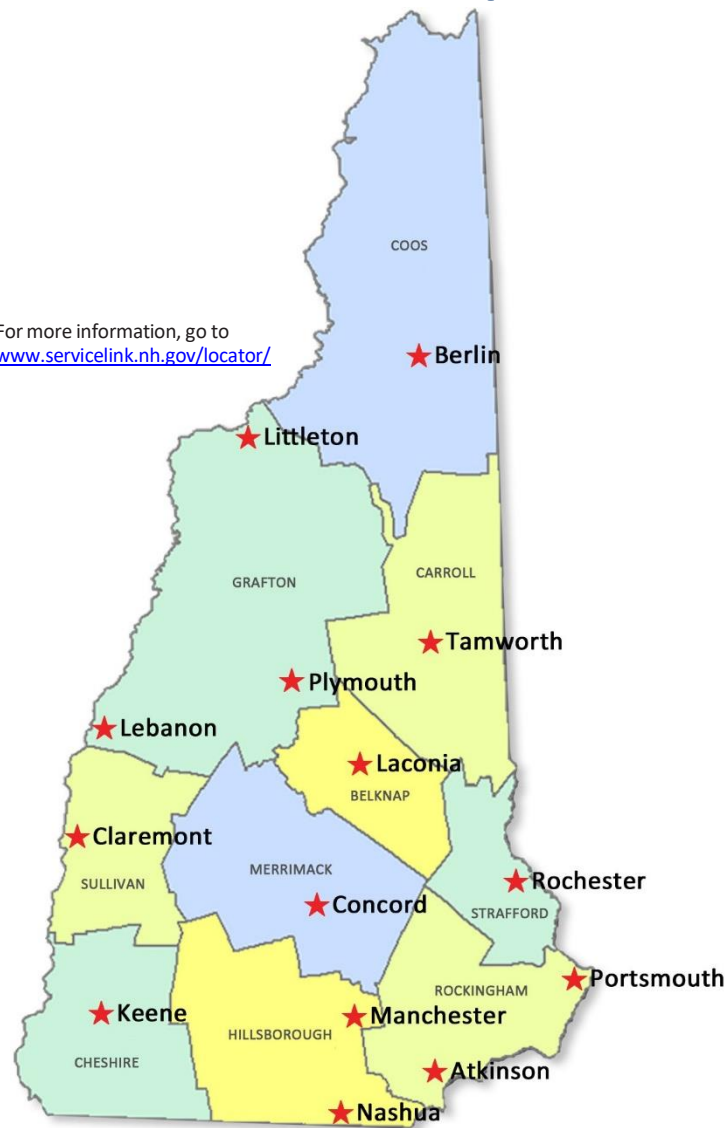 COOS
For more information, go to
www.servicelink.nh.gov/locator/
Berlin
Littleton
CARROLL
GRAFTON
Tamworth
Plymouth
Lebanon
Laconia
BELKNAP
Claremont
MERRIMACK
SULLIVAN
Rochester
Concord
STRAFFORD
Portsmouth
ROCKINGHAM
Keene
Manchester
HILLSBOROUGH
CHESHIRE
Atkinson
Nashua